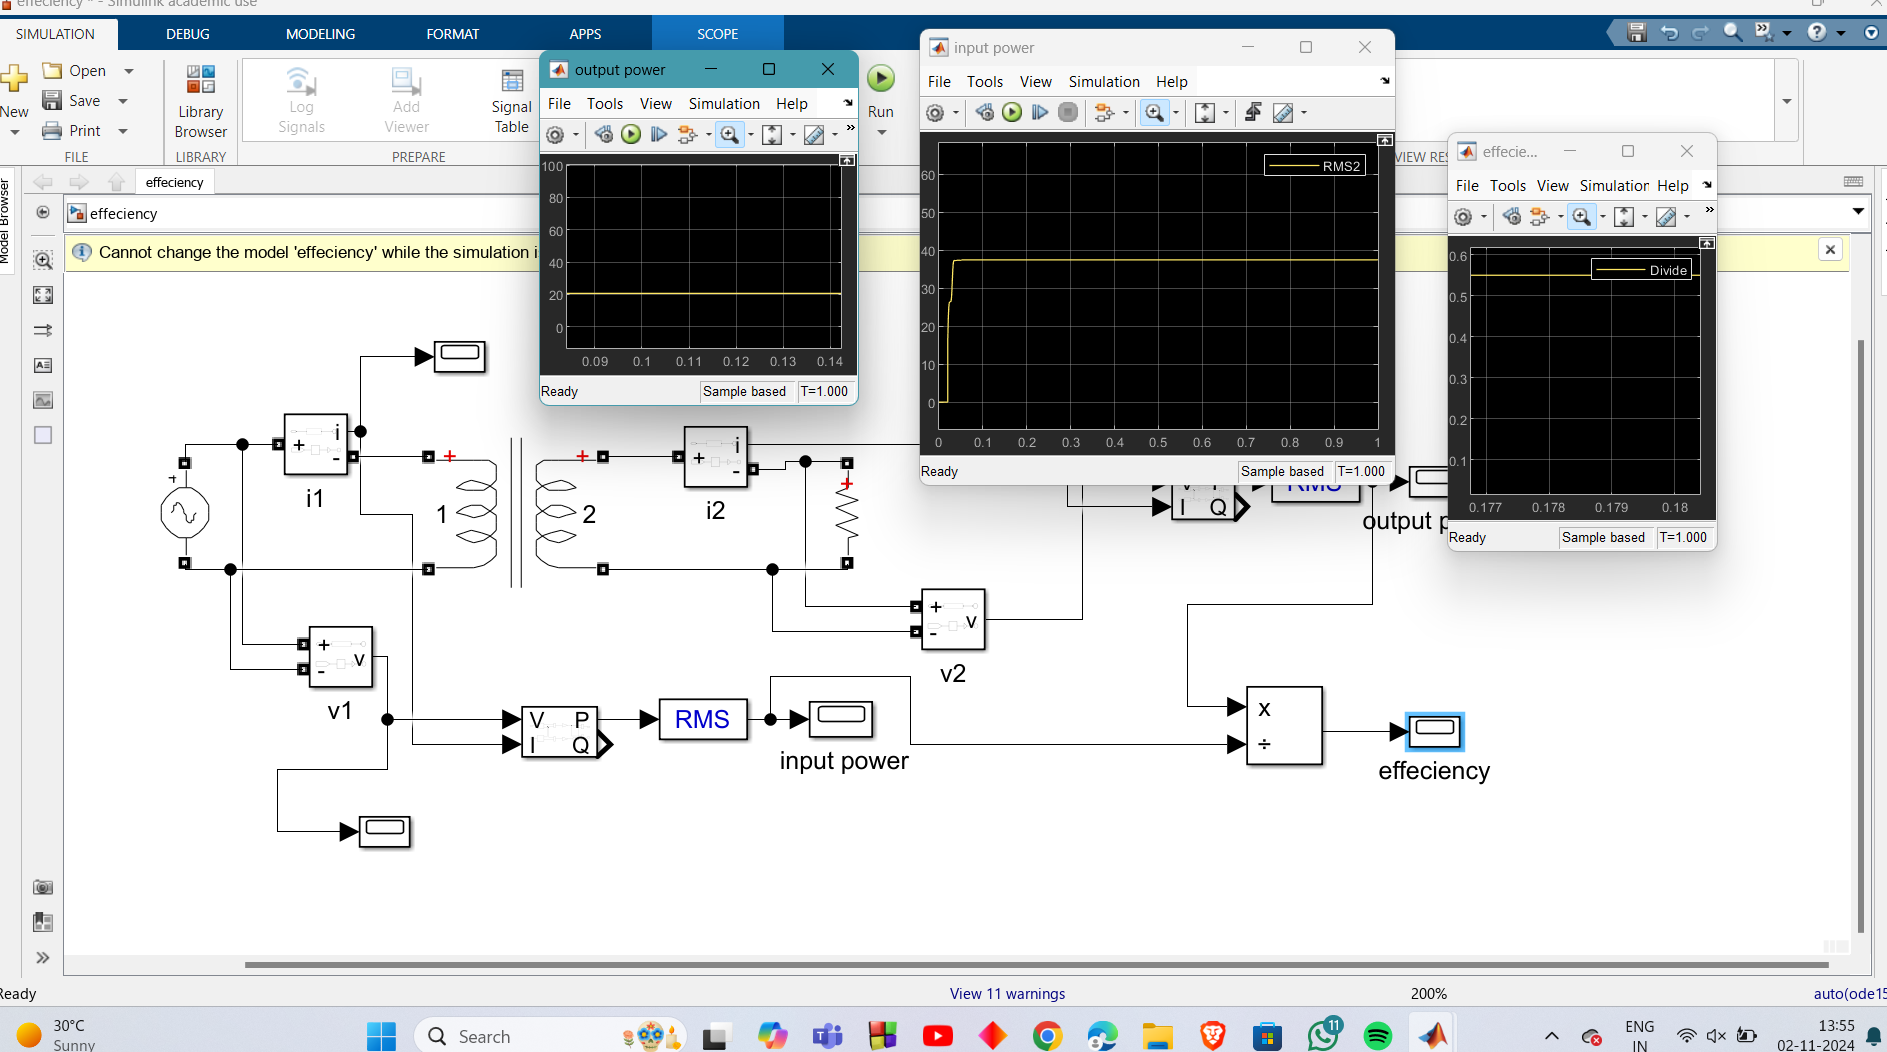 effeciency * - Simulink academic use
SIMULATION
DEBUG
MODELING
FORMAT
APPS
SCOPE
New
Open
Save
Print
FILE
Library
Browser
LIBRARY
Log
Signals
Add
Viewer
Signal
Table
PREPARE
Run
VIEW RES
Model Browser
effeciency
effeciency
Cannot change the model 'effeciency' while the simulation i
output power
File Tools View Simulation Help
»
100
80
60
40
20
0
0.09 0.1 0.11 0.12 0.13 0.14
Ready
Sample based
T=1.000
input power
File Tools View Simulation Help
RMS2
60
50
40
30
20
10
0
0 0.1 0.2 0.3 0.4 0.5 0.6 0.7 0.8 0.9 1
Ready
Sample based
T=1.000
effecie...
File Tools View Simulation Help
»
Divide
0.6
0.5
0.4
0.3
0.2
0.1
0.177 0.178 0.179 0.18
Ready
Sample based
T=1.000
+ i
-
i1
+
1
+
2
+ i
-
i2
+
+
v
-
v1
+
v
-
v2
V P
I Q
RMS
input power
I Q
RMS
output p
x
÷
effeciency
Ready
View 11 warnings
200%
auto(ode15
30°C
Sunny
Search
11
ENG
IN
13:55
02-11-2024